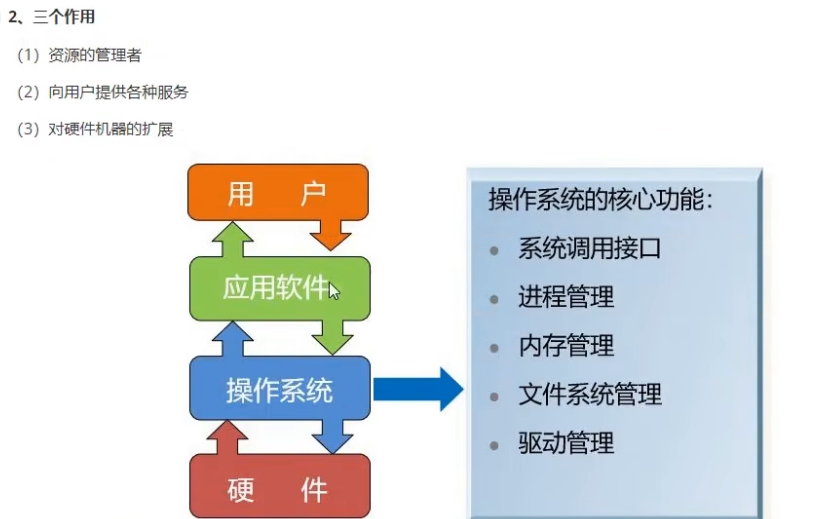 2、三个作用
（1）资源的管理者
（2）向用户提供各种服务
（3）对硬件机器的扩展
用 户
应用软件
操作系统
硬 件
操作系统的核心功能：
系统调用接口
进程管理
内存管理
文件系统管理
驱动管理